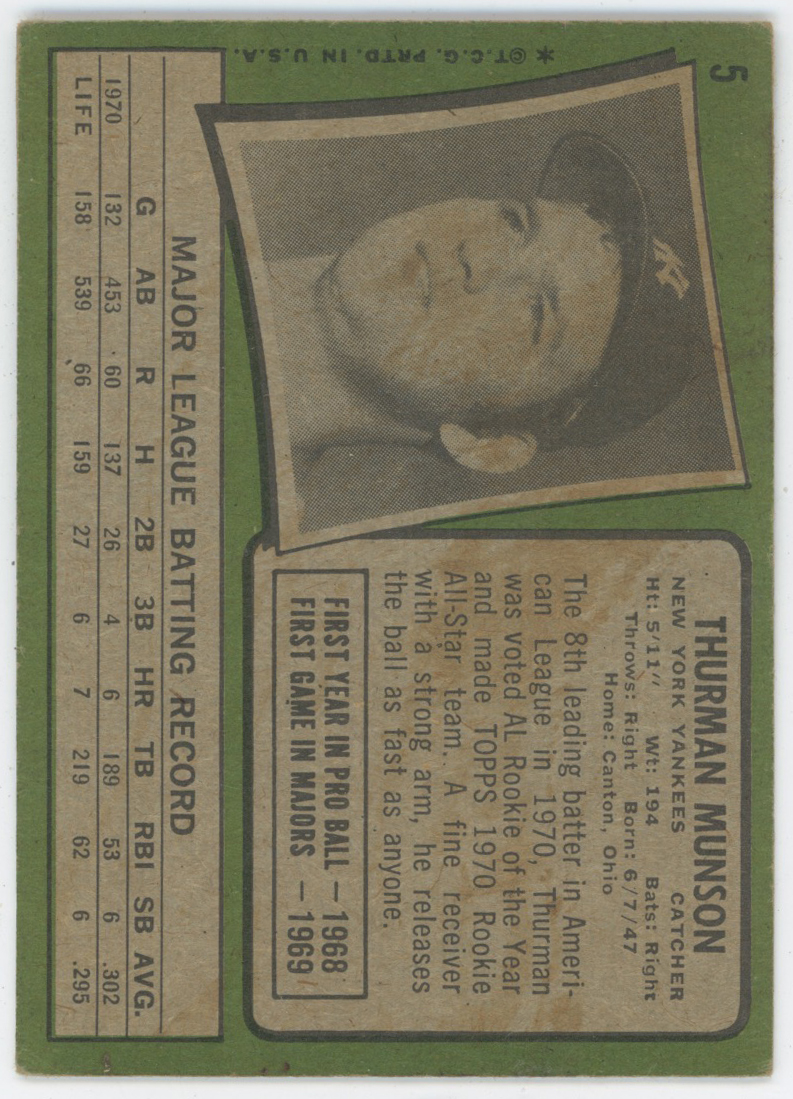 5
THURMAN MUNSON
NEW YORK YANKEES CATCHER
Ht: 5'11" Wt: 194 Bats: Right
Throws: Right Born: 6/7/47
Home: Canton, Ohio
The 8th leading batter in Ameri-
can League in 1970, Thurman
was voted AL Rookie of the Year
and made TOPPS 1970 Rookie
All-Star team. A fine receiver
with a strong arm, he releases
the ball as fast as anyone.
FIRST YEAR IN PRO BALL — 1968
FIRST GAME IN MAJORS — 1969
*©T.C.G. PRTD. IN U.S.A.
NY
MAJOR LEAGUE BATTING RECORD
G AB R H 2B 3B HR TB RBI SB AVG.
1970 132 453 60 137 26 4 6 189 53 6 .302
LIFE 158 539 66 159 27 6 7 219 62 6 .295